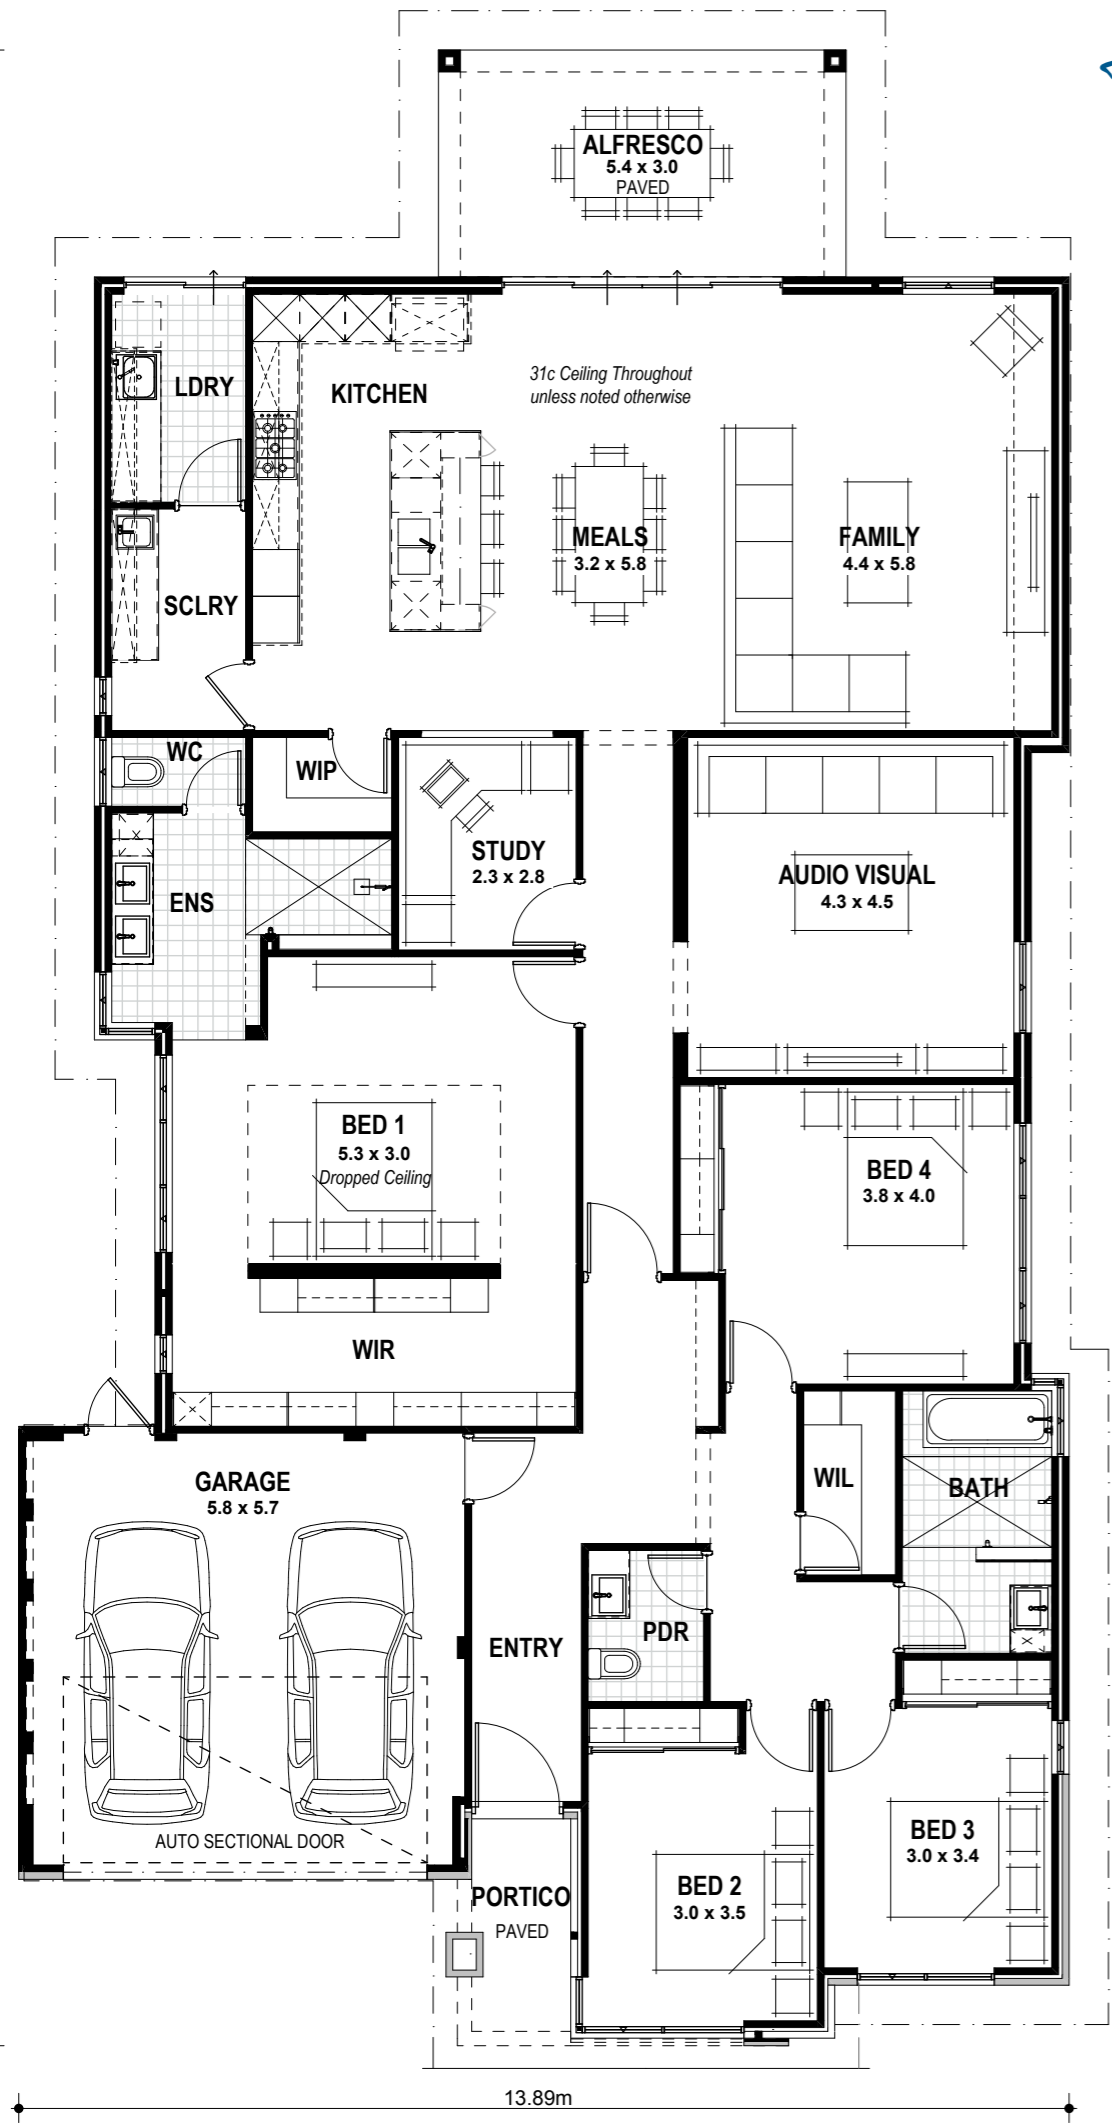 ALFRESCO
5.4 x 3.0
PAVED
LDRY
KITCHEN
31c Ceiling Throughout
unless noted otherwise
MEALS
3.2 x 5.8
FAMILY
4.4 x 5.8
SCLRY
WC
WIP
STUDY
2.3 x 2.8
AUDIO VISUAL
4.3 x 4.5
ENS
BED 1
5.3 x 3.0
Dropped Ceiling
BED 4
3.8 x 4.0
WIR
GARAGE
5.8 x 5.7
WIL
BATH
ENTRY
PDR
AUTO SECTIONAL DOOR
BED 3
3.0 x 3.4
BED 2
3.0 x 3.5
PORTICO
PAVED
13.89m